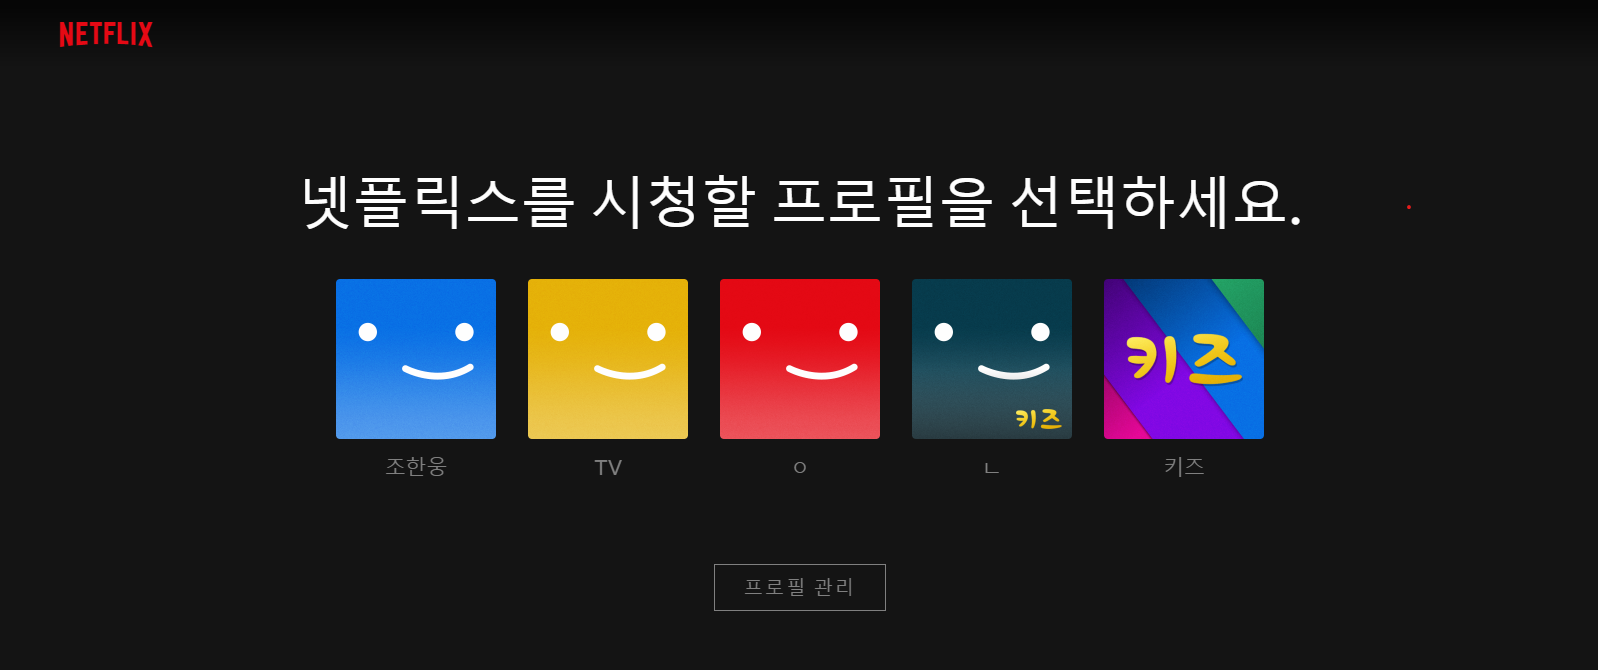 NETFLIX
넷플릭스를 시청할 프로필을 선택하세요.
키즈
키즈
조한웅
TV
ㅇ
ㄴ
키즈
프로필 관리